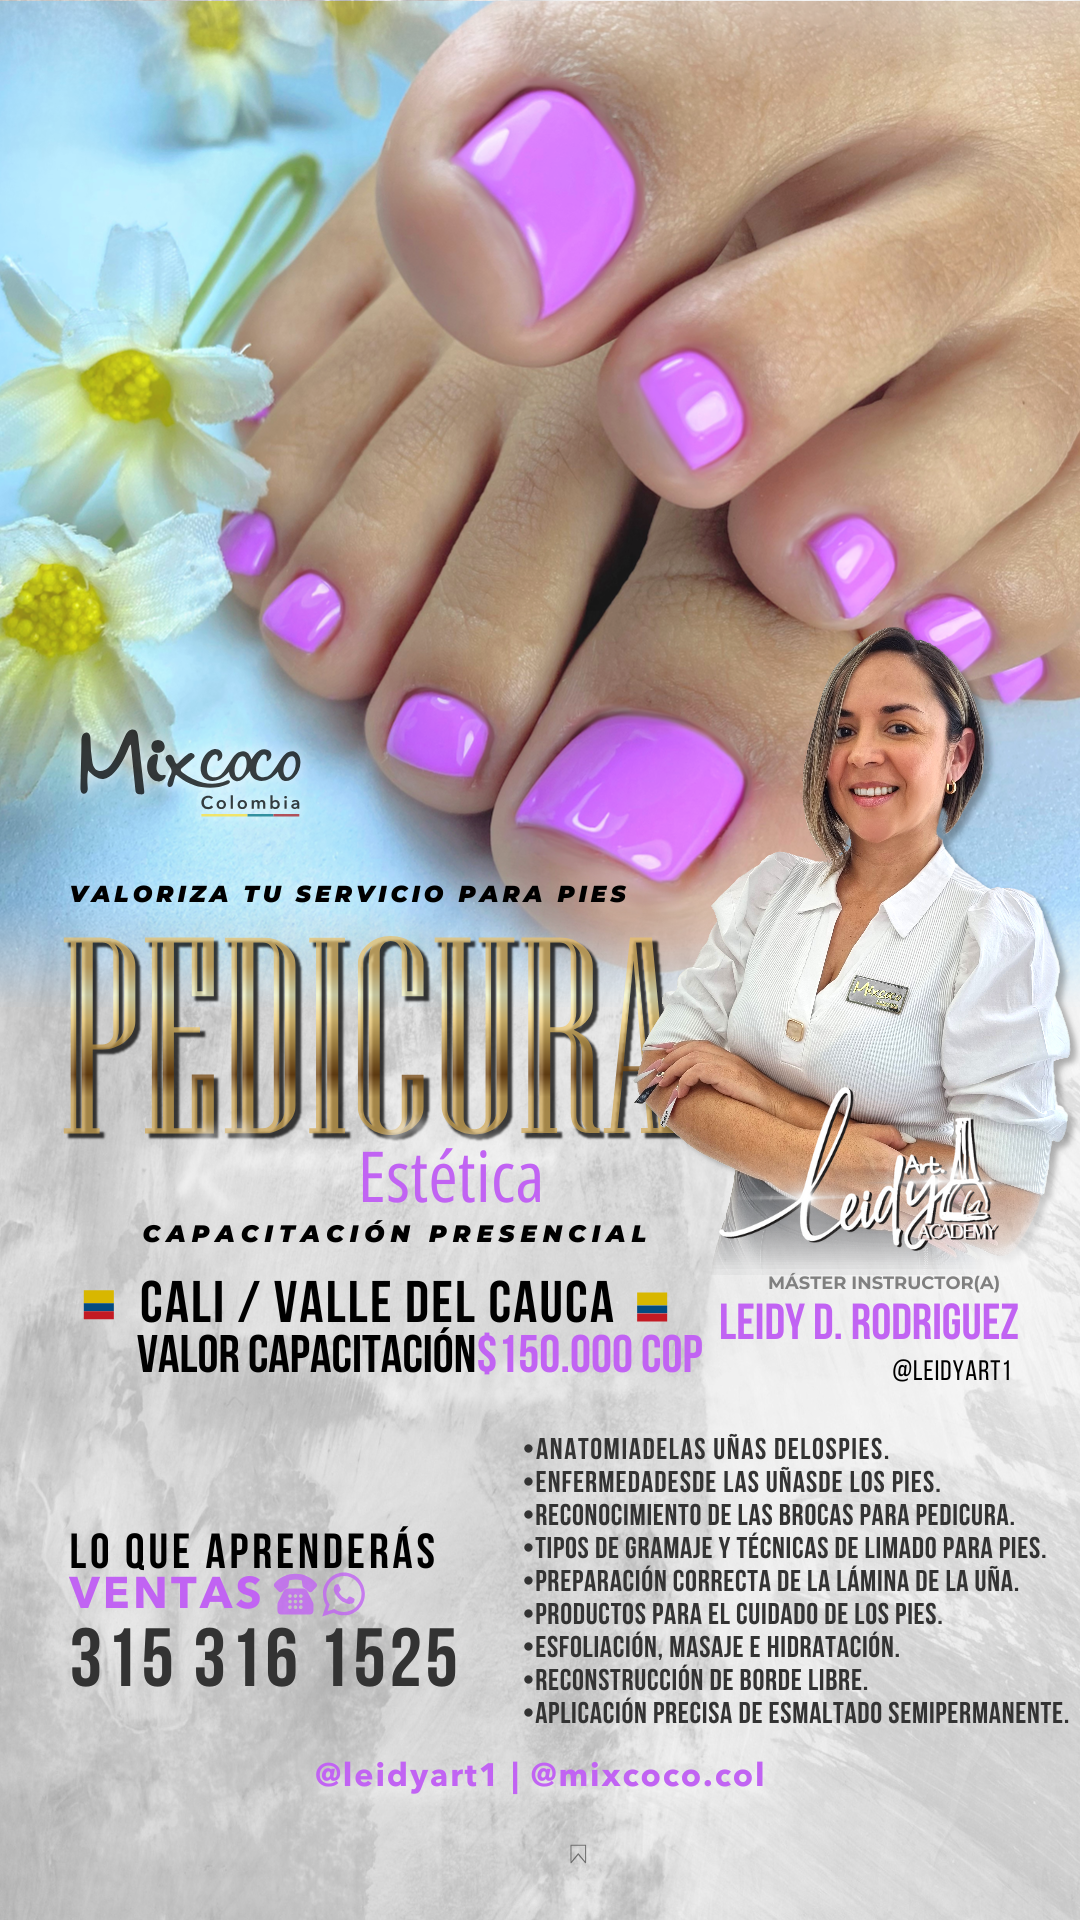 Mixcoco
Colombia
VALORIZA TU SERVICIO PARA PIES
PEDICURA
Estética
CAPACITACIÓN PRESENCIAL
CALI / VALLE DEL CAUCA
VALOR CAPACITACIÓN$150.000 COP
Mixcoco
Leidy Art.
ACADEMY
MÁSTER INSTRUCTOR(A)
LEIDY D. RODRIGUEZ
@LEIDYART1
LO QUE APRENDERÁS
VENTAS
315 316 1525
•ANATOMIADELAS UÑAS DELOSPIES.
•ENFERMEDADESDE LAS UÑASDE LOS PIES.
•RECONOCIMIENTO DE LAS BROCAS PARA PEDICURA.
•TIPOS DE GRAMAJE Y TÉCNICAS DE LIMADO PARA PIES.
•PREPARACIÓN CORRECTA DE LA LÁMINA DE LA UÑA.
•PRODUCTOS PARA EL CUIDADO DE LOS PIES.
•ESFOLIACIÓN, MASAJE E HIDRATACIÓN.
•RECONSTRUCCIÓN DE BORDE LIBRE.
•APLICACIÓN PRECISA DE ESMALTADO SEMIPERMANENTE.
@leidyart1 | @mixcoco.col